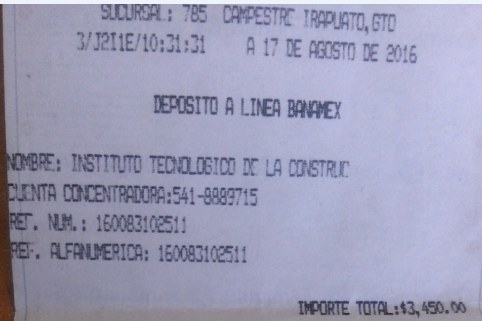 SUCURSAL: 785 CAMPESTRE IRAPUATO,GTO
3/J2I1E/10:31:31 A 17 DE AGOSTO DE 2016
DEPOSITO A LINEA BANAMEX
NOMBRE: INSTITUTO TECNOLOGICO DE LA CONSTRUC
CUENTA CONCENTRADORA:541-8889715
REF. NUM.: 160083102511
REF. ALFANUMERICA: 160083102511
IMPORTE TOTAL:$3,450.00